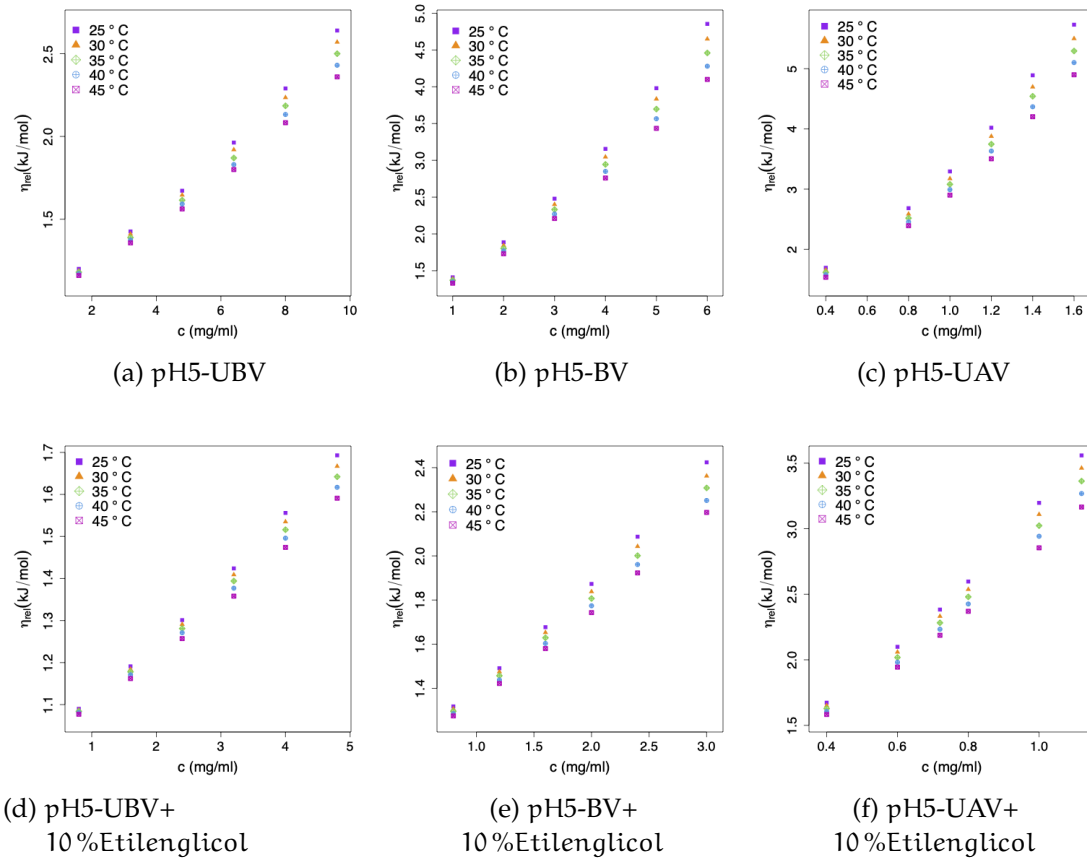 25 ° C
30 ° C
35 ° C
40 ° C
45 ° C
2.5
2.0
1.5
ηrel(kJ/mol)
2 4 6 8 10
c (mg/ml)
(a) pH5-UBV
25 ° C
30 ° C
35 ° C
40 ° C
45 ° C
5.0
4.5
4.0
3.5
3.0
2.5
2.0
1.5
ηrel(kJ/mol)
1 2 3 4 5 6
c (mg/ml)
(b) pH5-BV
25 ° C
30 ° C
35 ° C
40 ° C
45 ° C
5
4
3
2
ηrel(kJ/mol)
0.4 0.6 0.8 1.0 1.2 1.4 1.6
c (mg/ml)
(c) pH5-UAV
25 ° C
30 ° C
35 ° C
40 ° C
45 ° C
1.7
1.6
1.5
1.4
1.3
1.2
1.1
ηrel(kJ/mol)
1 2 3 4 5
c (mg/ml)
(d) pH5-UBV+
10 %Etilenglicol
25 ° C
30 ° C
35 ° C
40 ° C
45 ° C
2.4
2.2
2.0
1.8
1.6
1.4
ηrel(kJ/mol)
1.0 1.5 2.0 2.5 3.0
c (mg/ml)
(e) pH5-BV+
10 %Etilenglicol
25 ° C
30 ° C
35 ° C
40 ° C
45 ° C
3.5
3.0
2.5
2.0
1.5
ηrel(kJ/mol)
0.4 0.6 0.8 1.0
c (mg/ml)
(f) pH5-UAV+
10 %Etilenglicol